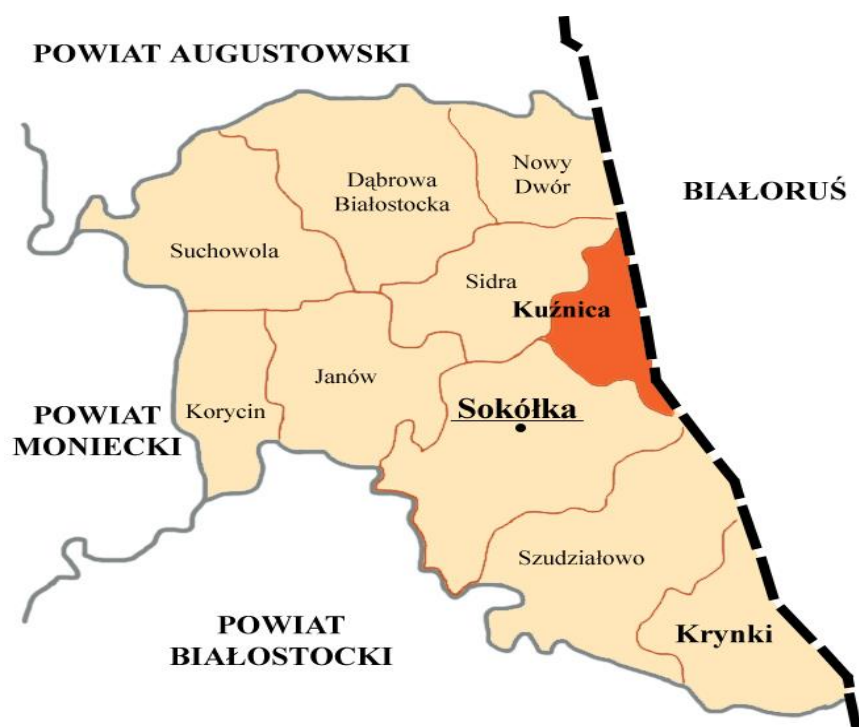 POWIAT AUGUSTOWSKI
Nowy
Dwór
Dąbrowa
Białostocka
BIAŁORUŚ
Suchowola
Sidra
Kuźnica
Janów
Korycin
Sokółka
POWIAT
MONIECKI
Szudziałowo
POWIAT
BIAŁOSTOCKI
Krynki